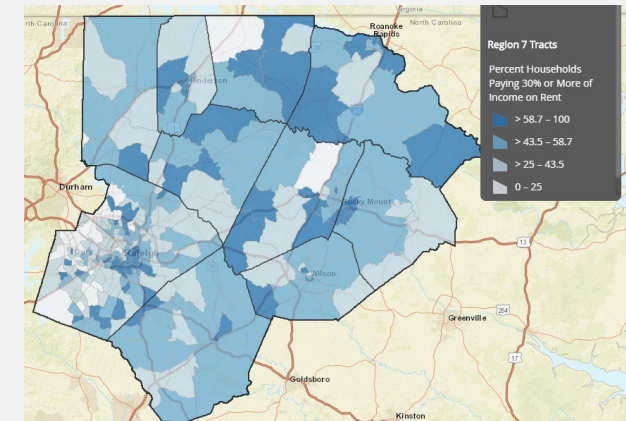 Virginia
North Carolina
Roanoke
Rapids
Henderson
Durham
Raleigh
Rocky Mount
Wilson
Greenville
Goldsboro
Kinston
13
264
17
Region 7 Tracts
Percent Households
Paying 30% or More of
Income on Rent
> 58.7 – 100
> 43.5 – 58.7
> 25 – 43.5
0 – 25